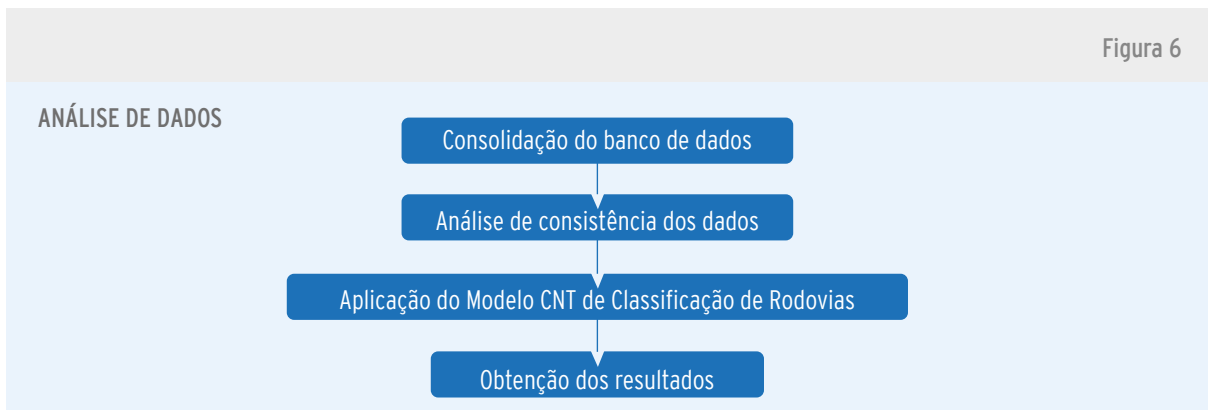 Figura 6
ANÁLISE DE DADOS
Consolidação do banco de dados
Análise de consistência dos dados
Aplicação do Modelo CNT de Classificação de Rodovias
Obtenção dos resultados